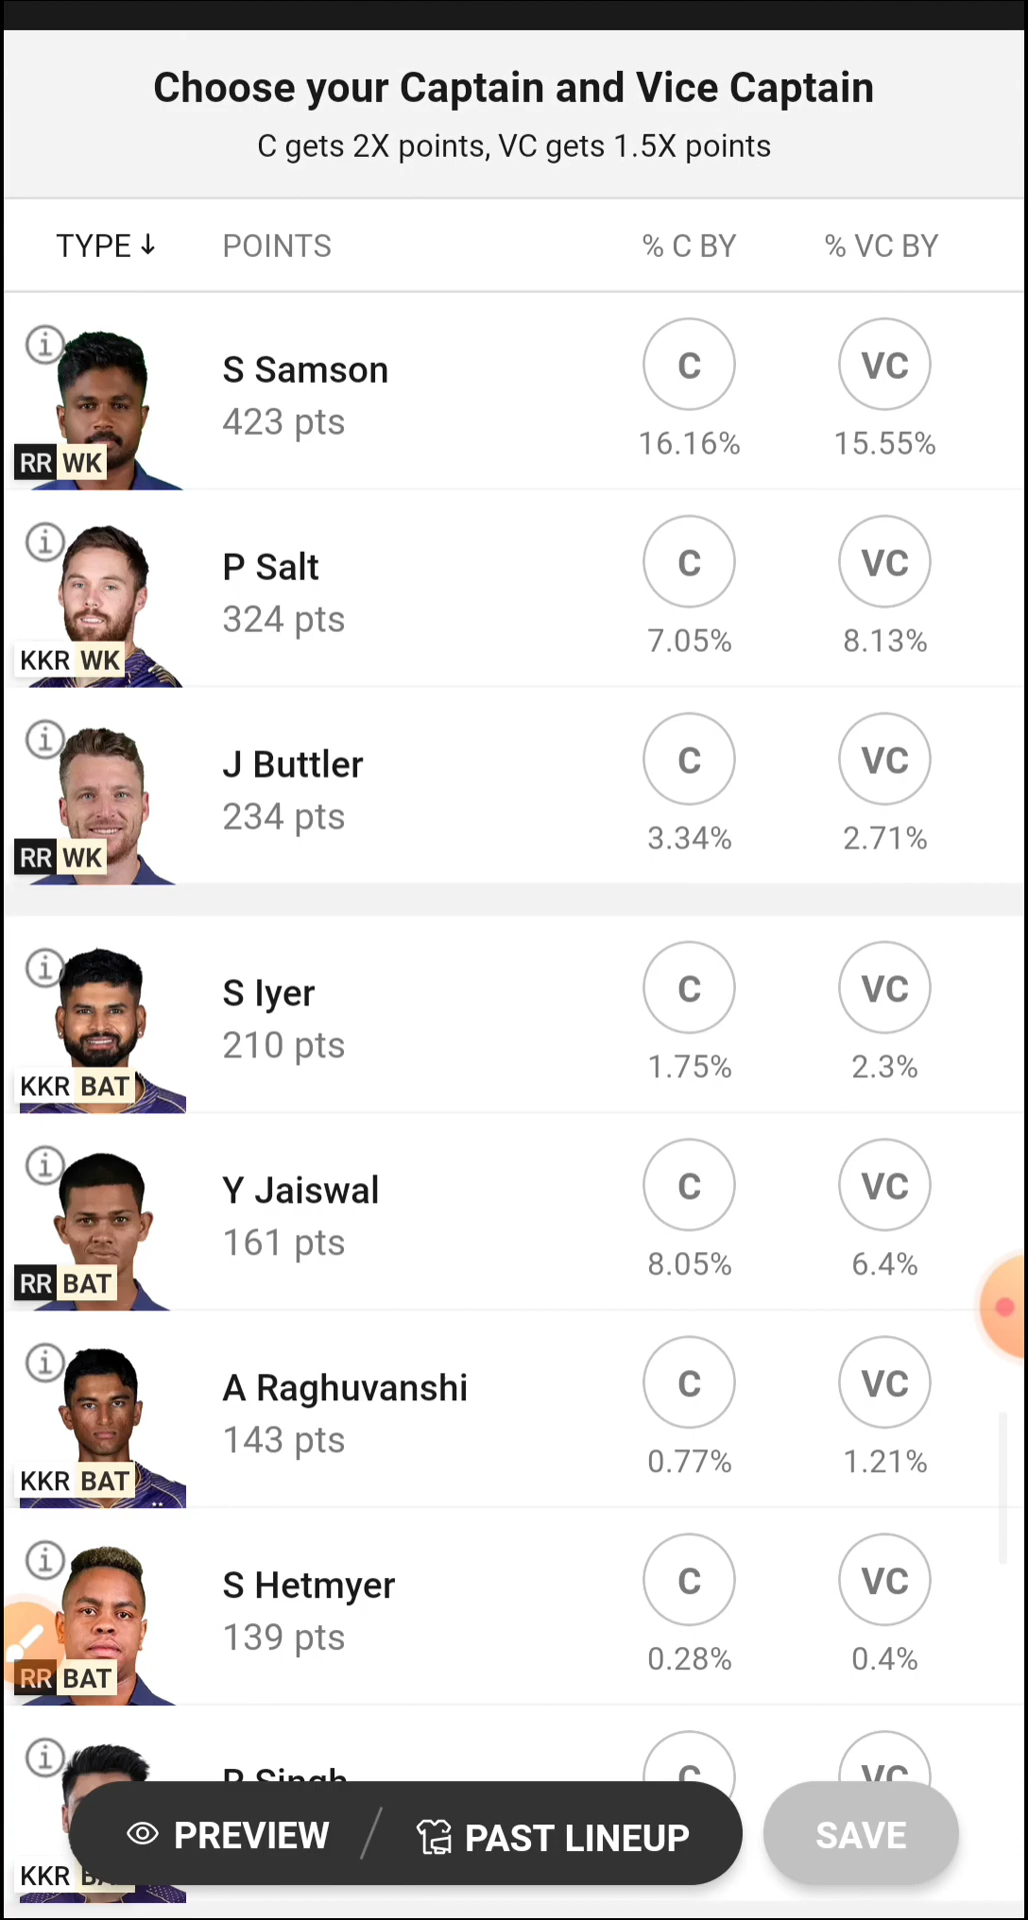 Choose your Captain and Vice Captain
C gets 2X points, VC gets 1.5X points
TYPE ↓ POINTS % C BY % VC BY
S Samson C VC
423 pts 16.16% 15.55%
RR WK
P Salt C VC
324 pts 7.05% 8.13%
KKR WK
J Buttler C VC
234 pts 3.34% 2.71%
RR WK
S Iyer C VC
210 pts 1.75% 2.3%
KKR BAT
Y Jaiswal C VC
161 pts 8.05% 6.4%
RR BAT
A Raghuvanshi C VC
143 pts 0.77% 1.21%
KKR BAT
S Hetmyer C VC
139 pts 0.28% 0.4%
RR BAT
Singh C VC
PREVIEW / PAST LINEUP SAVE
KKR